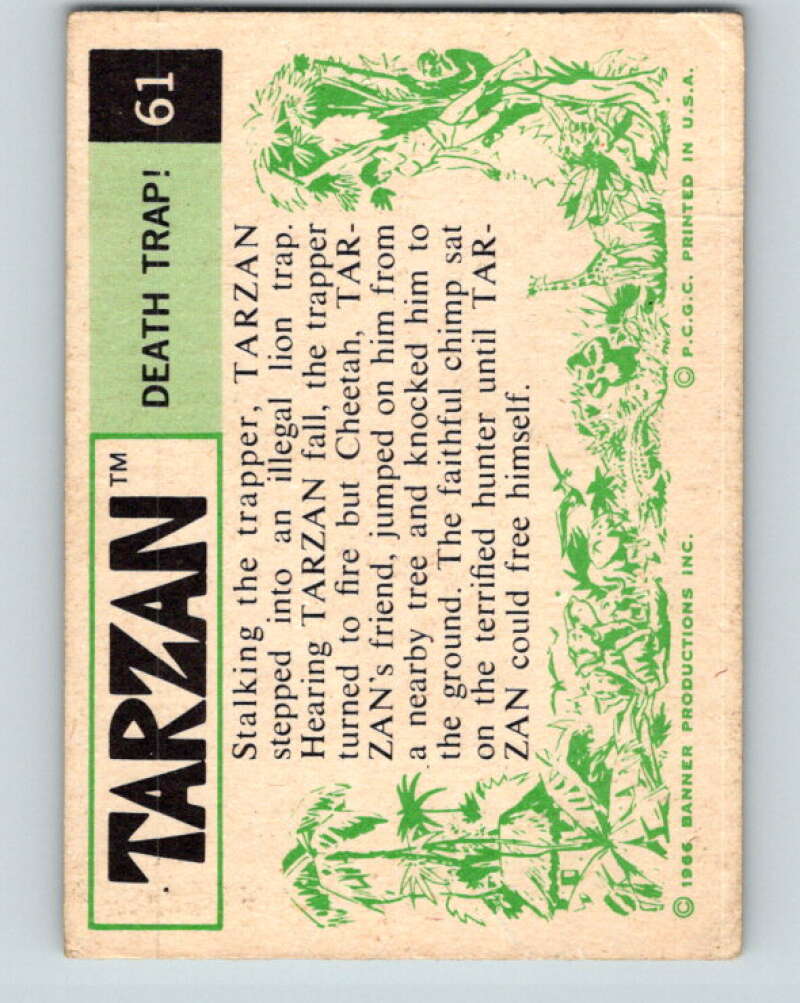 TARZAN™ DEATH TRAP! 61
Stalking the trapper, TARZAN
stepped into an illegal lion trap.
Hearing TARZAN fall, the trapper
turned to fire but Cheetah, TAR-
ZAN's friend, jumped on him from
a nearby tree and knocked him to
the ground. The faithful chimp sat
on the terrified hunter until TAR-
ZAN could free himself.
© 1966 BANNER PRODUCTIONS INC. © P.C.G.C. PRINTED IN U.S.A.